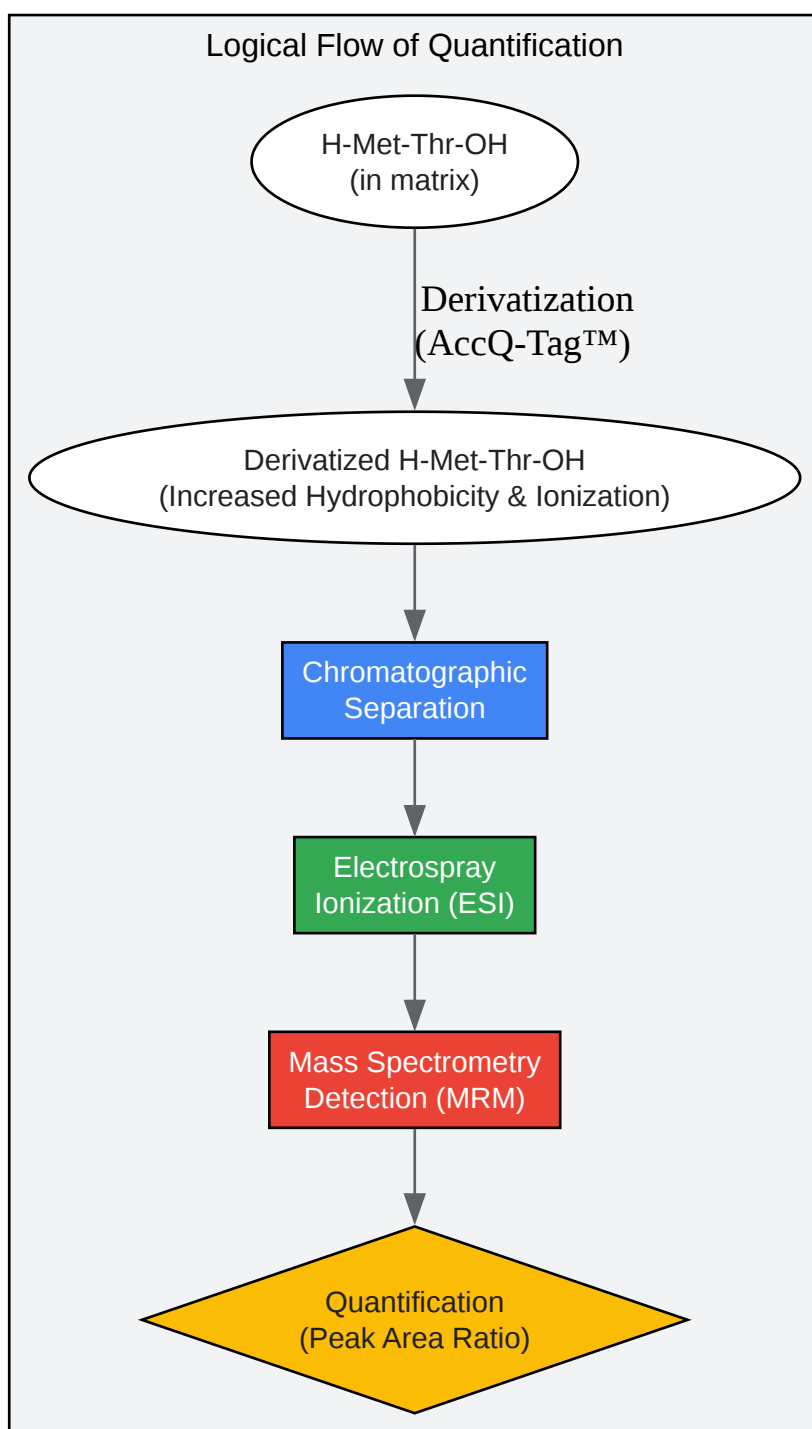 Logical Flow of Quantification
H-Met-Thr-OH
(in matrix)
Derivatization
(AccQ-Tag™)
Derivatized H-Met-Thr-OH
(Increased Hydrophobicity & Ionization)
Chromatographic
Separation
Electrospray
Ionization (ESI)
Mass Spectrometry
Detection (MRM)
Quantification
(Peak Area Ratio)